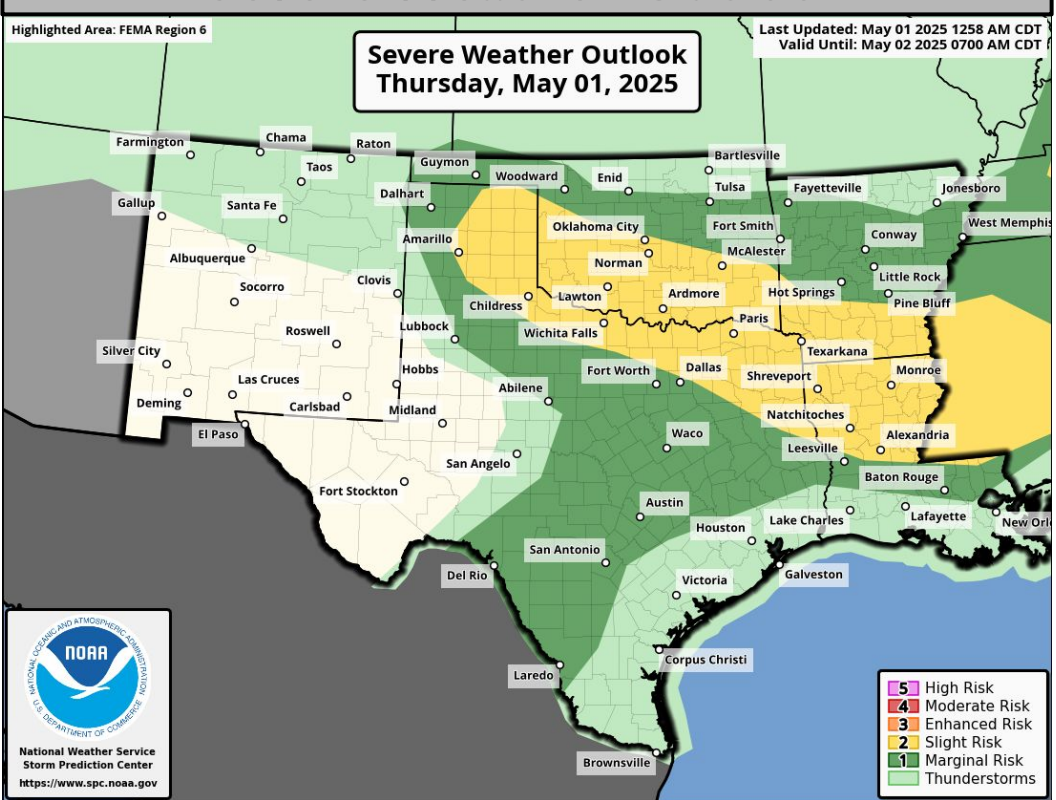 Highlighted Area: FEMA Region 6
Last Updated: May 01 2025 1258 AM CDT
Valid Until: May 02 2025 0700 AM CDT
Severe Weather Outlook
Thursday, May 01, 2025
Farmington
Chama
Raton
Taos
Guymon
Woodward
Enid
Bartlesville
Tulsa
Fayetteville
Jonesboro
Gallup
Santa Fe
Dalhart
Amarillo
Oklahoma City
Fort Smith
Conway
West Memphis
Albuquerque
Norman
McAlester
Little Rock
Socorro
Clovis
Childress
Lawton
Ardmore
Hot Springs
Pine Bluff
Roswell
Lubbock
Wichita Falls
Paris
Texarkana
Silver City
Las Cruces
Hobbs
Fort Worth
Dallas
Shreveport
Monroe
Deming
Carlsbad
Midland
Abilene
Natchitoches
El Paso
Waco
Alexandria
Leesville
San Angelo
Fort Stockton
Baton Rouge
Austin
Houston
Lake Charles
Lafayette
New Orl
San Antonio
Del Rio
Victoria
Galveston
Laredo
Corpus Christi
Brownsville
NATIONAL OCEANIC AND ATMOSPHERIC ADMINISTRATION
NOAA
U.S. DEPARTMENT OF COMMERCE
National Weather Service
Storm Prediction Center
https://www.spc.noaa.gov
5 High Risk
4 Moderate Risk
3 Enhanced Risk
2 Slight Risk
1 Marginal Risk
Thunderstorms